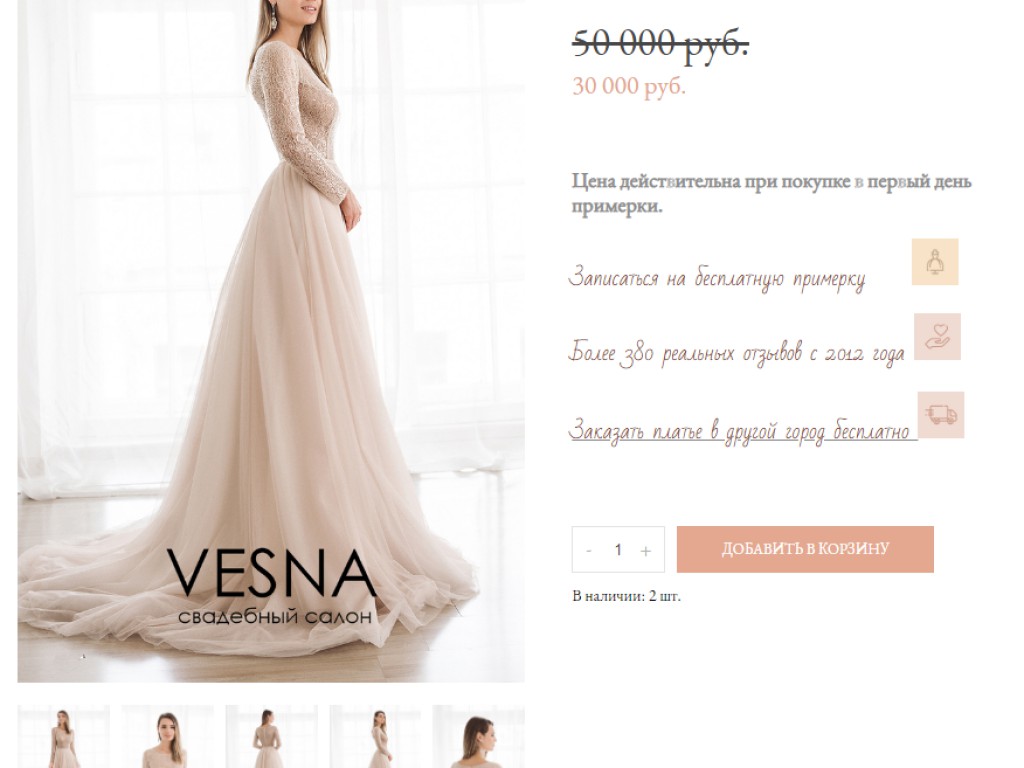 50 000 руб.
30 000 руб.
Цена действительна при покупке в первый день
примерки.
Записаться на бесплатную примерку
Более 380 реальных отзывов с 2012 года
Заказать платье в другой город бесплатно
- 1 +
ДОБАВИТЬ В КОРЗИНУ
В наличии: 2 шт.
VESNA
свадебный салон